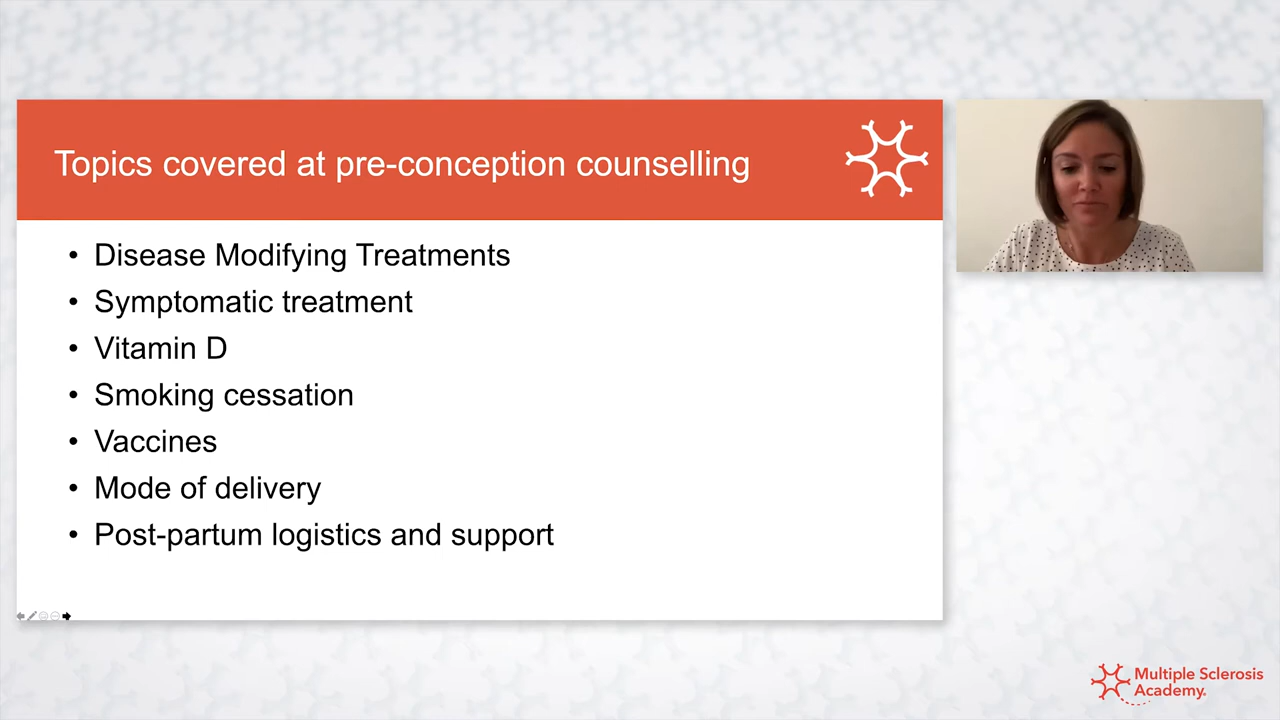 Topics covered at pre-conception counselling
• Disease Modifying Treatments
• Symptomatic treatment
• Vitamin D
• Smoking cessation
• Vaccines
• Mode of delivery
• Post-partum logistics and support
Multiple Sclerosis
Academy.